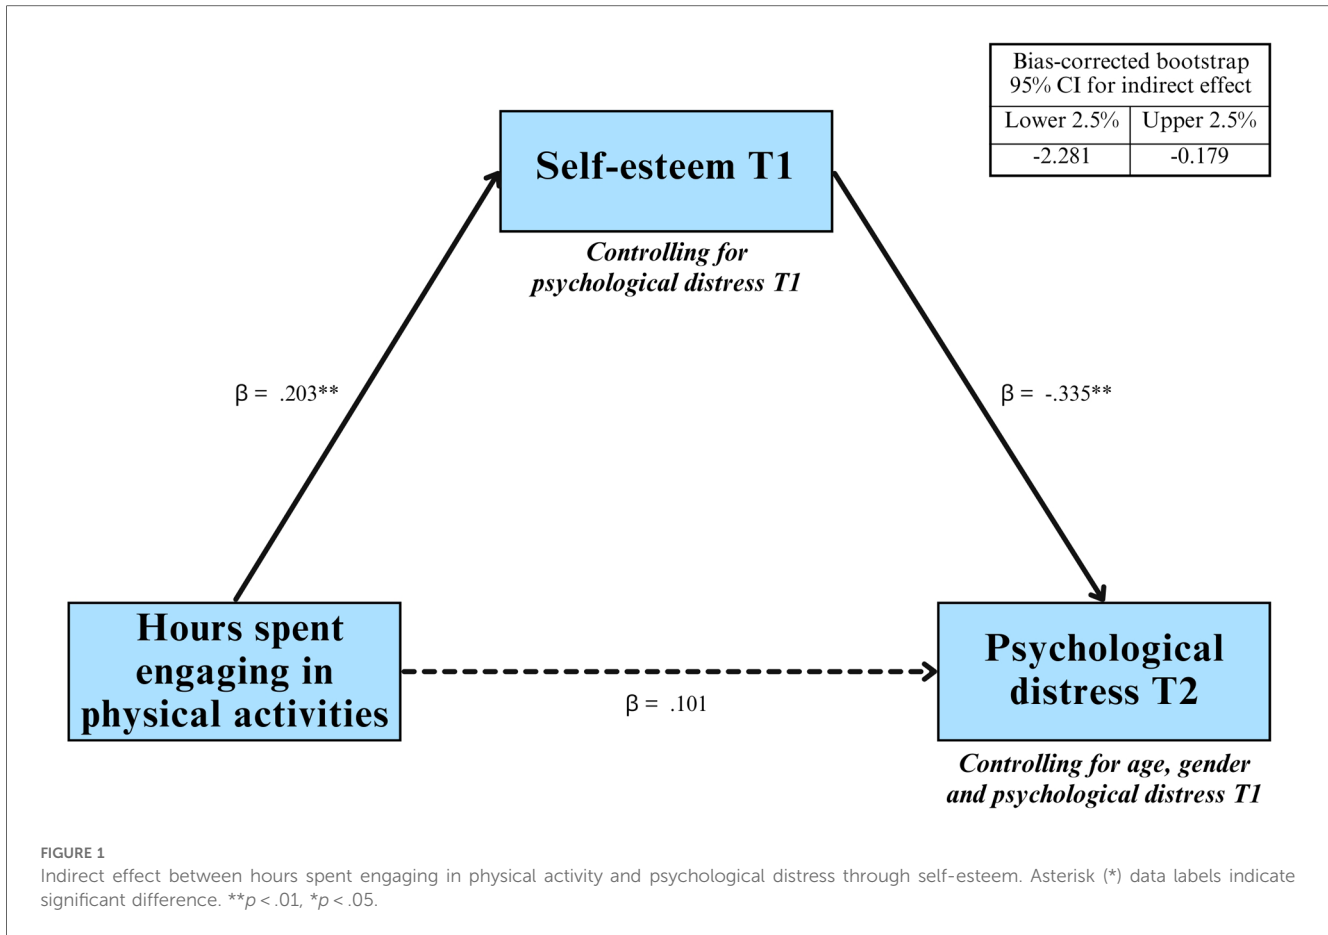 Bias-corrected bootstrap
95% CI for indirect effect
Lower 2.5% Upper 2.5%
-2.281 -0.179
Self-esteem T1
Controlling for
psychological distress T1
β = .203**
β = -.335**
Hours spent
engaging in
physical activities
β = .101
Psychological
distress T2
Controlling for age, gender
and psychological distress T1
FIGURE 1
Indirect effect between hours spent engaging in physical activity and psychological distress through self-esteem. Asterisk (*) data labels indicate
significant difference. **p < .01, *p < .05.